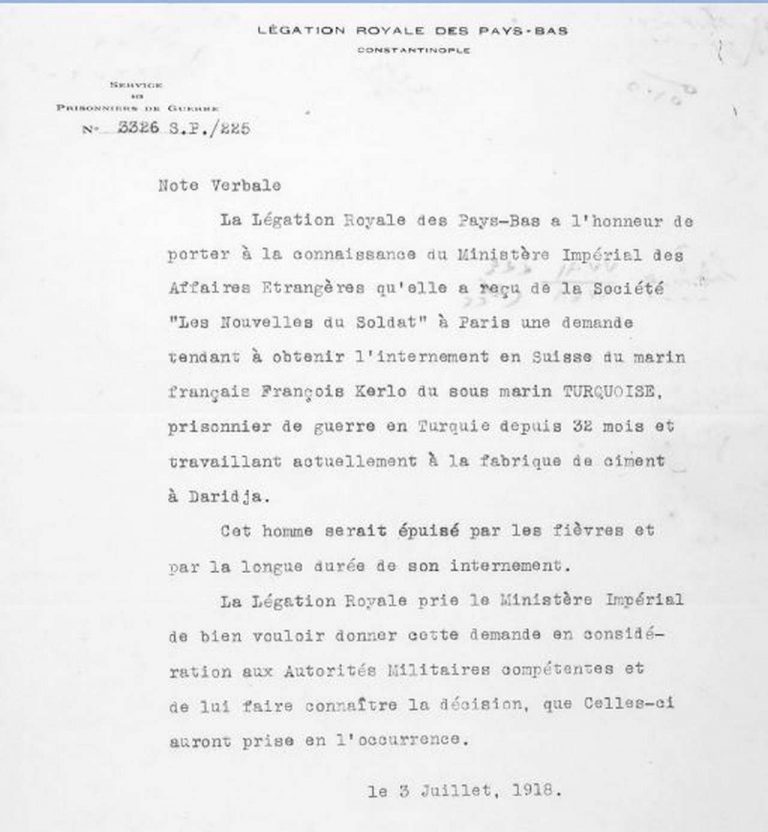 LÉGATION ROYALE DES PAYS-BAS
CONSTANTINOPLE
SERVICE
DES
PRISONNIERS DE GUERRE
No 3326 S.P./225
Note Verbale
La Légation Royale des Pays-Bas a l'honneur de
porter à la connaissance du Ministère Impérial des
Affaires Etrangères qu'elle a reçu de la Société
"Les Nouvelles du Soldat" à Paris une demande
tendant à obtenir l'internement en Suisse du marin
français François Kerlo du sous marin TURQUOISE,
prisonnier de guerre en Turquie depuis 32 mois et
travaillant actuellement à la fabrique de ciment
à Daridja.
Cet homme serait épuisé par les fièvres et
par la longue durée de son internement.
La Légation Royale prie le Ministère Impérial
de bien vouloir donner cette demande en considé-
ration aux Autorités Militaires compétentes et
de lui faire connaître la décision, que Celles-ci
auront prise en l'occurrence.
le 3 Juillet, 1918.